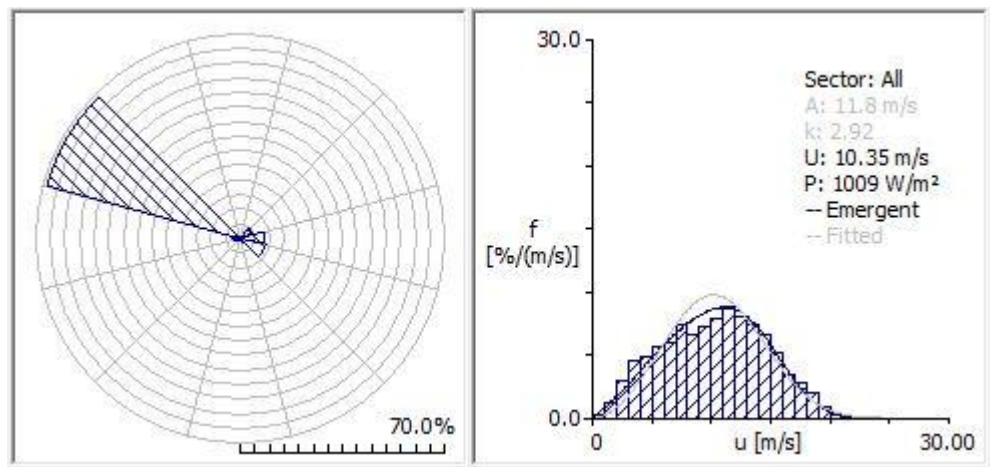 70.0%
30.0
f
[%/(m/s)]
0.0
0
u [m/s]
30.00
Sector: All
A: 11.8 m/s
k: 2.92
U: 10.35 m/s
P: 1009 W/m²
-- Emergent
-- Fitted